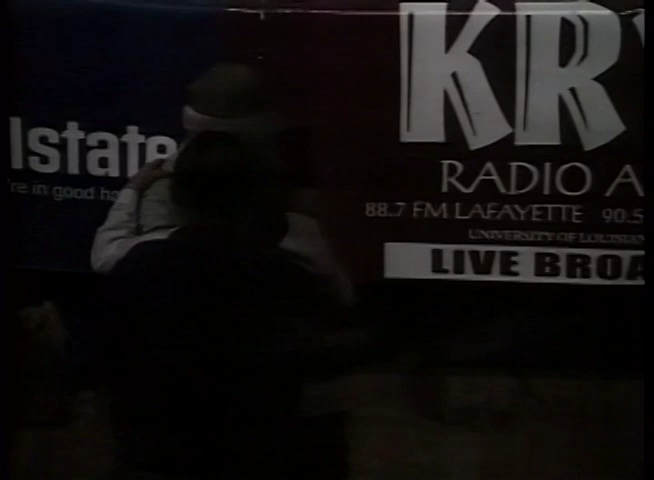 lstate
're in good ha
KR
RADIO A
88.7 FM LAFAYETTE 90.5
UNIVERSITY OF LOUISIAN
LIVE BROA